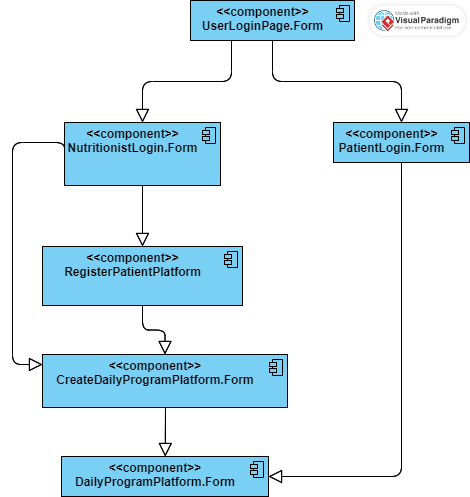 <<component>>
UserLoginPage.Form
Made with
Visual Paradigm
For non-commercial use
<<component>>
NutritionistLogin.Form
<<component>>
PatientLogin.Form
<<component>>
RegisterPatientPlatform
<<component>>
CreateDailyProgramPlatform.Form
<<component>>
DailyProgramPlatform.Form